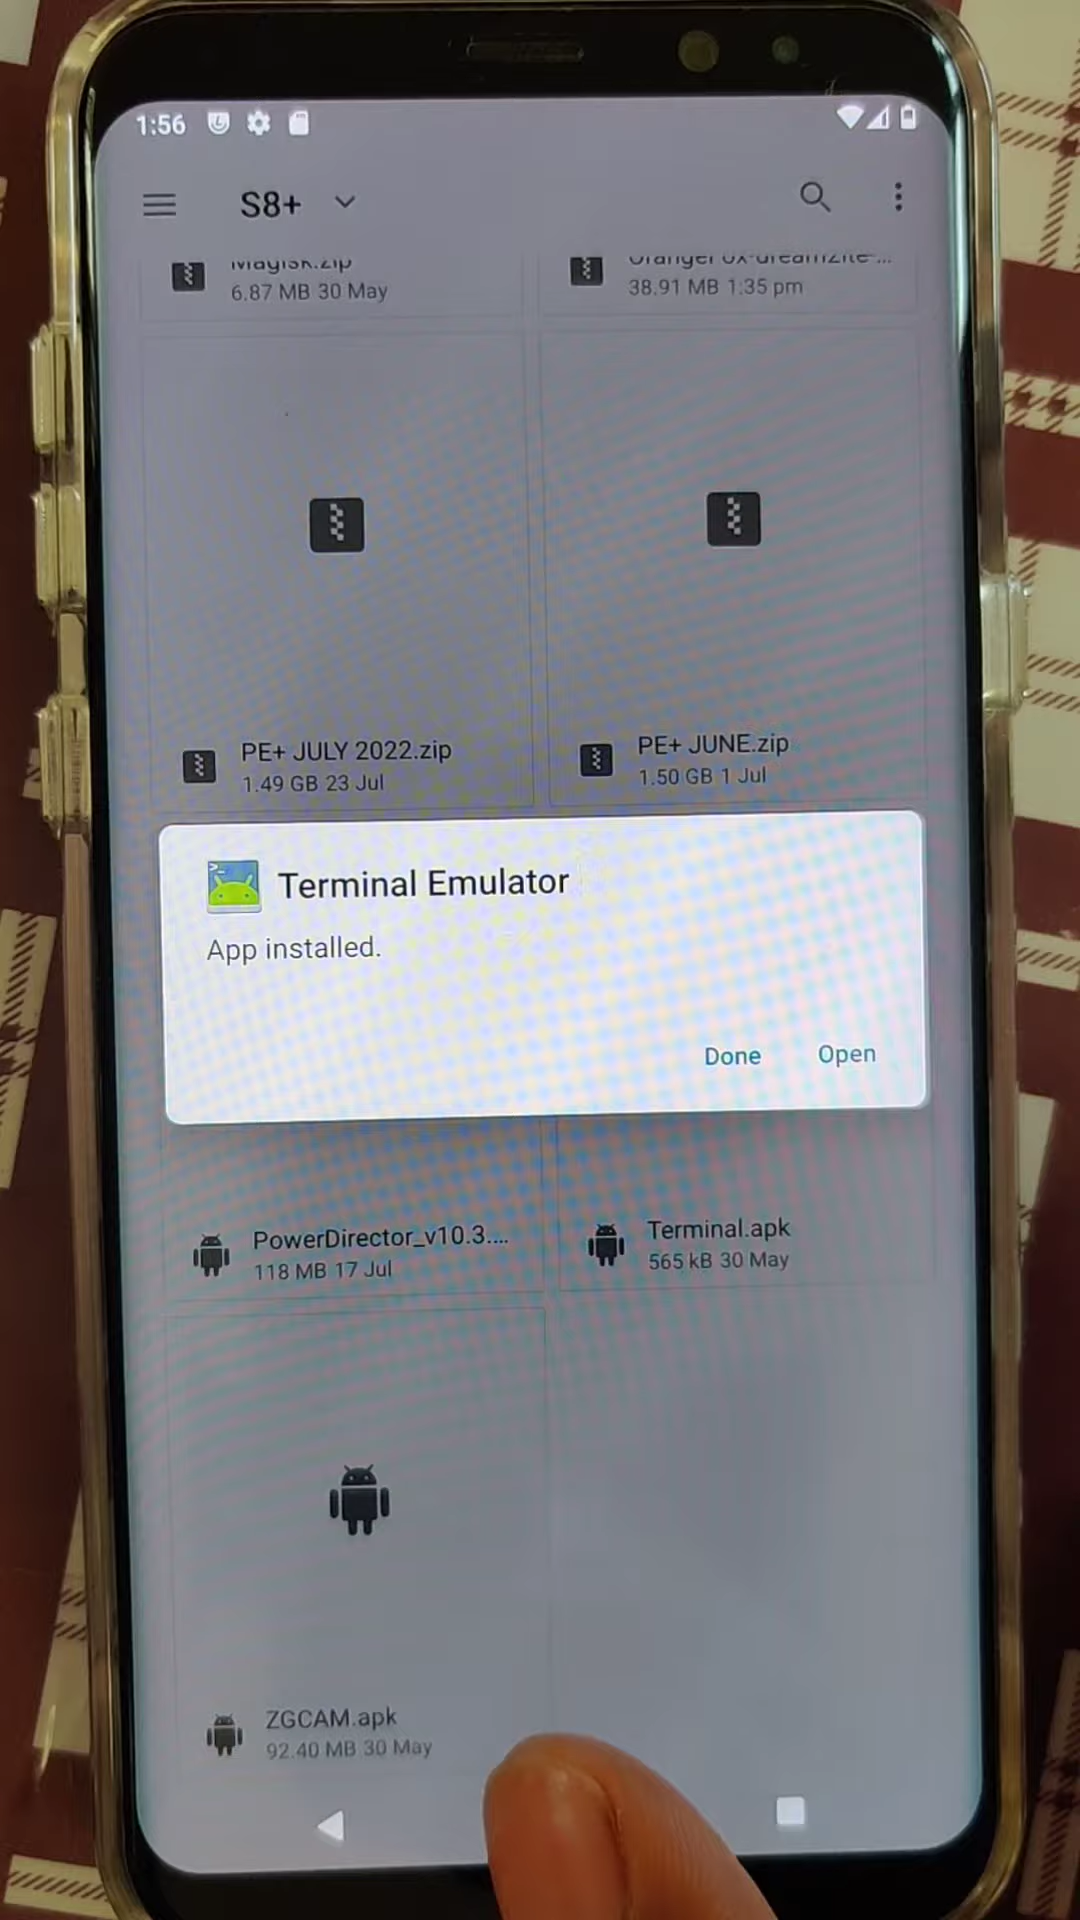 1:56
S8+
Magisk.zip
6.87 MB 30 May
OrangeFox-dream2lte-...
38.91 MB 1:35 pm
PE+ JULY 2022.zip
1.49 GB 23 Jul
PE+ JUNE.zip
1.50 GB 1 Jul
>_
Terminal Emulator
App installed.
Done
Open
PowerDirector_v10.3....
118 MB 17 Jul
Terminal.apk
565 kB 30 May
ZGCAM.apk
92.40 MB 30 May